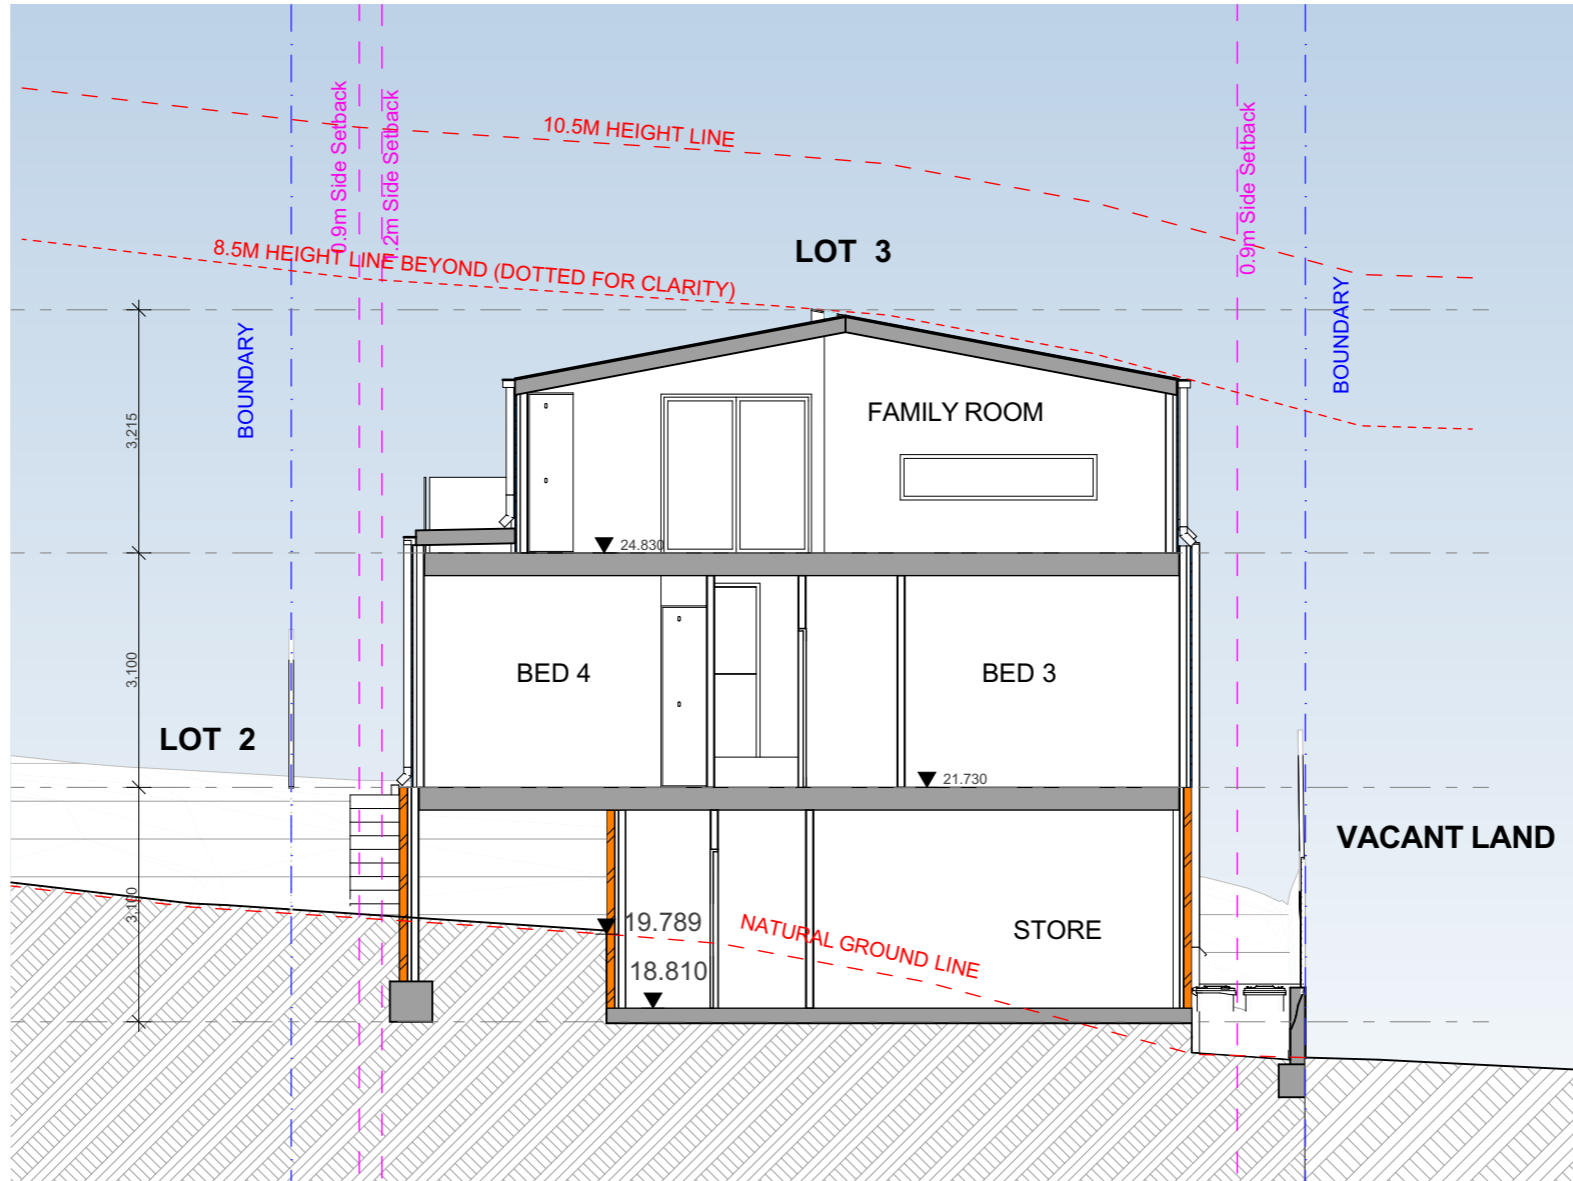 0.9m Side Setback
1.2m Side Setback
10.5M HEIGHT LINE
0.9m Side Setback
8.5M HEIGHT LINE BEYOND (DOTTED FOR CLARITY)
LOT 3
BOUNDARY
BOUNDARY
3,215
FAMILY ROOM
24.830
3,100
BED 4
BED 3
LOT 2
21.730
VACANT LAND
3,100
19.789
NATURAL GROUND LINE
STORE
18.810